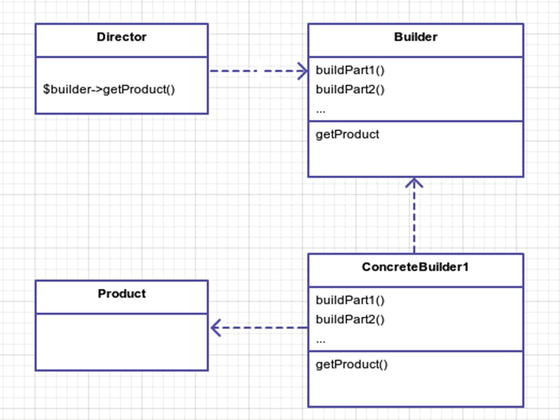 Director
$builder->getProduct()
Builder
buildPart1()
buildPart2()
...
getProduct
Product
ConcreteBuilder1
buildPart1()
buildPart2()
...
getProduct()